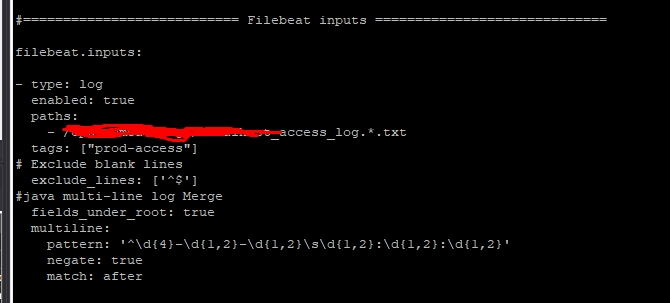 #=========================== Filebeat inputs =============================
filebeat.inputs:
- type: log
enabled: true
paths:
- _access_log.*.txt
tags: ["prod-access"]
# Exclude blank lines
exclude_lines: ['^$']
#java multi-line log Merge
fields_under_root: true
multiline:
pattern: '^\d{4}-\d{1,2}-\d{1,2}\s\d{1,2}:\d{1,2}:\d{1,2}'
negate: true
match: after